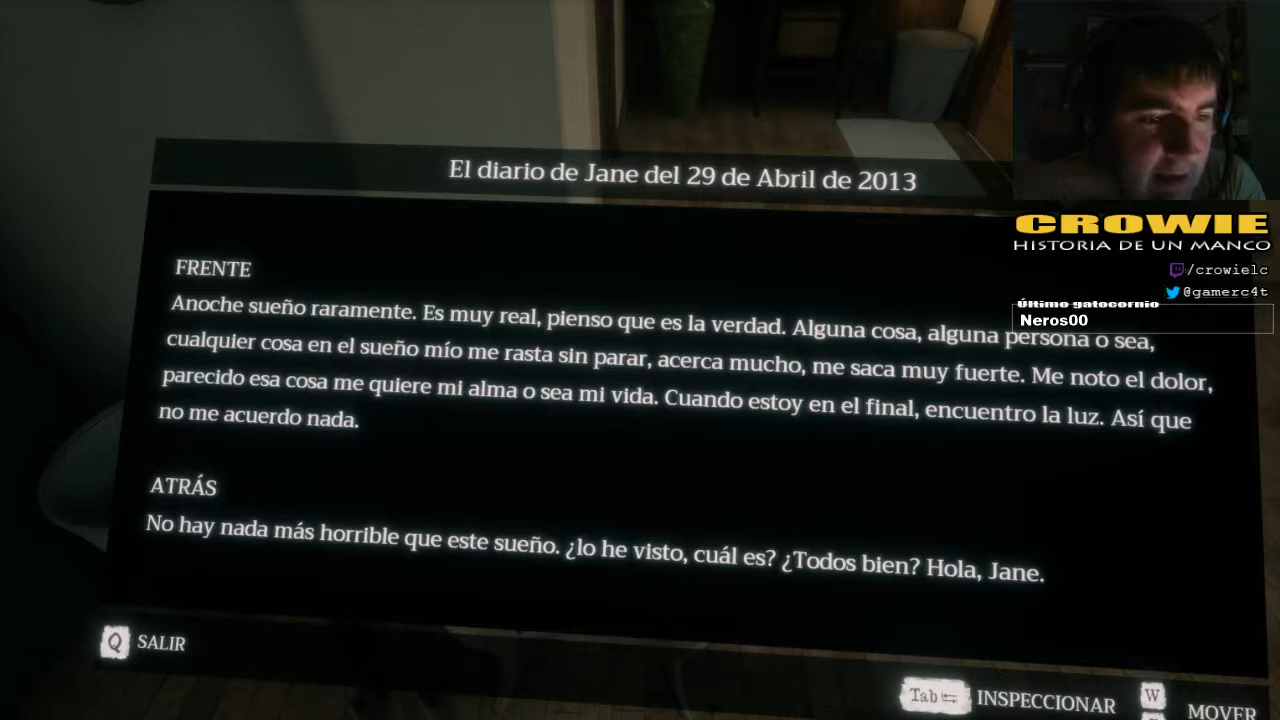 El diario de Jane del 29 de Abril de 2013
CROWIE
HISTORIA DE UN MANCO
/crowielc
@gamerc4t
Último gatocornio
Neros00
FRENTE
Anoche sueño raramente. Es muy real, pienso que es la verdad. Alguna cosa, alguna persona o sea,
cualquier cosa en el sueño mío me rasta sin parar, acerca mucho, me saca muy fuerte. Me noto el dolor,
parecido esa cosa me quiere mi alma o sea mi vida. Cuando estoy en el final, encuentro la luz. Así que
no me acuerdo nada.
ATRÁS
No hay nada más horrible que este sueño. ¿lo he visto, cuál es? ¿Todos bien? Hola, Jane.
Q SALIR
Tab INSPECCIONAR
W MOVER